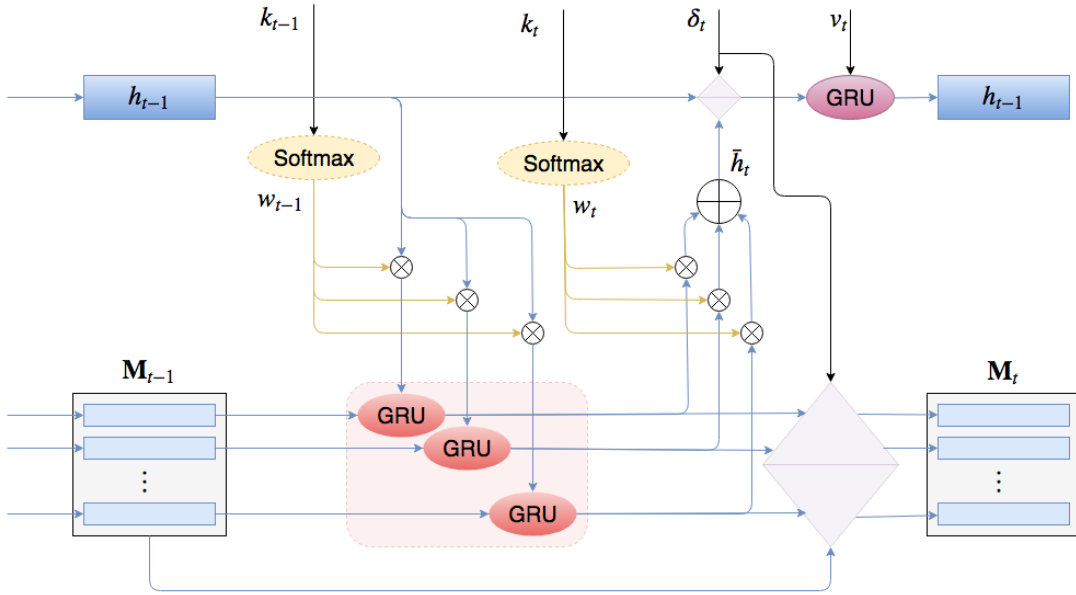 k_{t-1}
k_t
δ_t
v_t
h_{t-1}
GRU
h_{t-1}
Softmax
Softmax
h̄_t
w_{t-1}
w_t
M_{t-1}
M_t
GRU
GRU
⋮
⋮
GRU